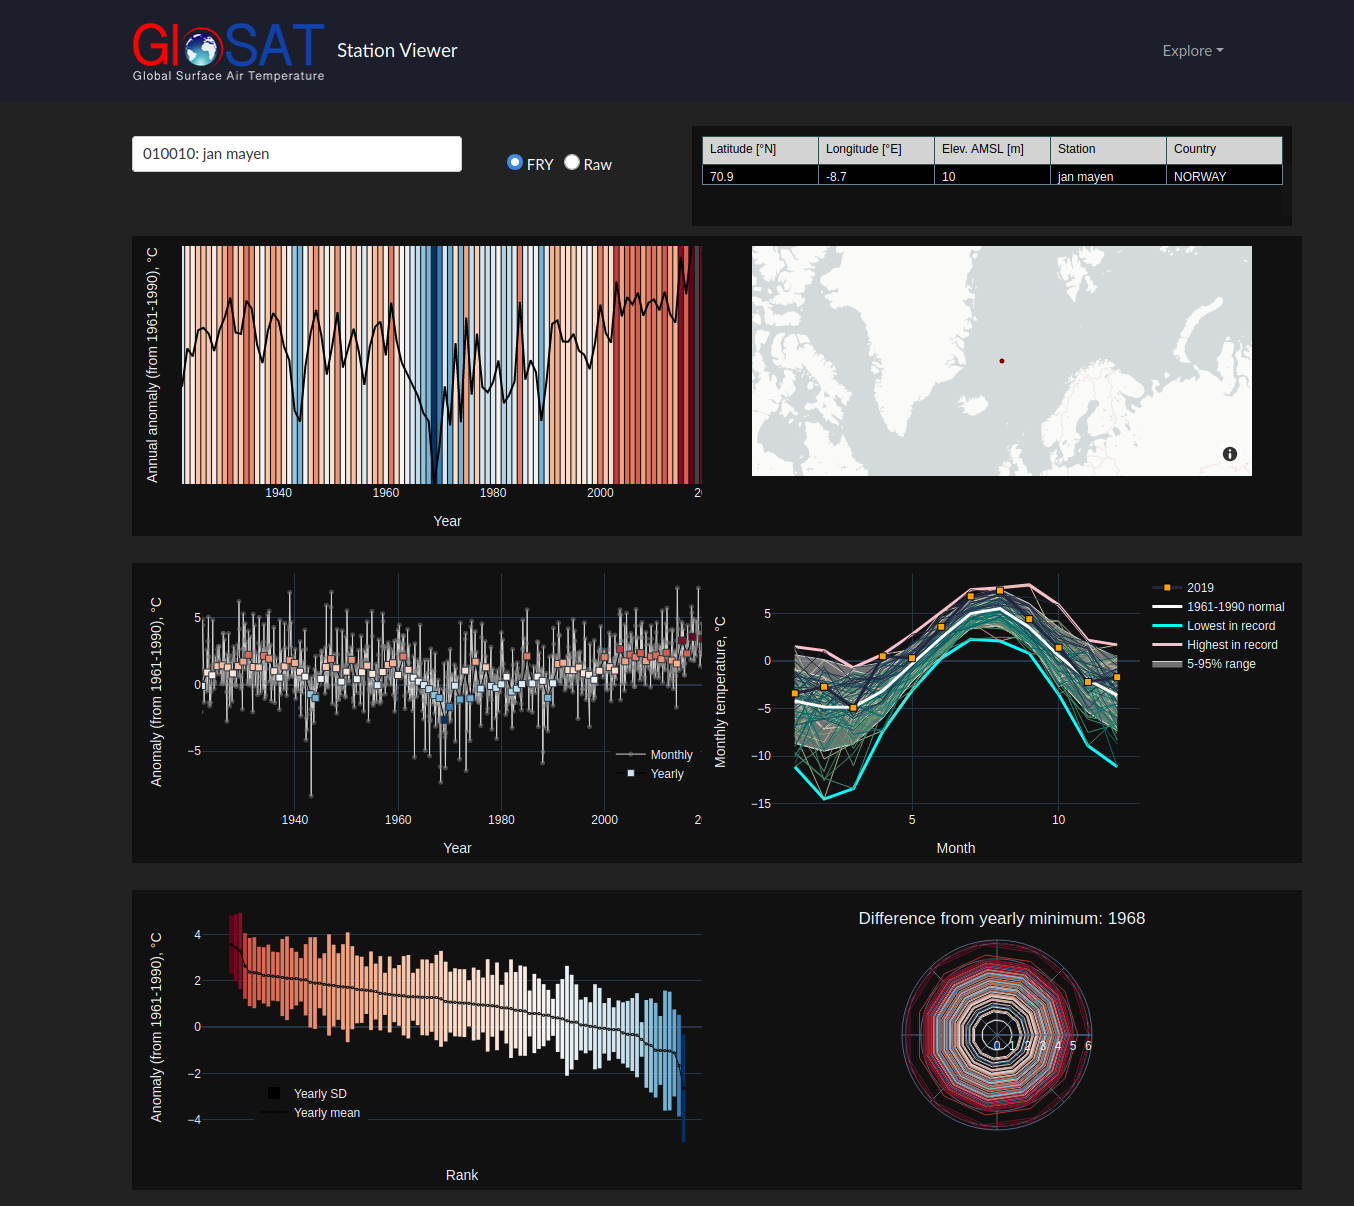 GloSAT
Global Surface Air Temperature
Station Viewer
Explore
010010: jan mayen
FRY Raw
Latitude [°N] Longitude [°E] Elev. AMSL [m] Station Country
70.9 -8.7 10 jan mayen NORWAY
Annual anomaly (from 1961-1990), °C
1940 1960 1980 2000 2
Year
Anomaly (from 1961-1990), °C
5
0
−5
Monthly
Yearly
1940 1960 1980 2000 2
Year
Monthly temperature, °C
5
0
−5
−10
−15
5 10
Month
2019
1961-1990 normal
Lowest in record
Highest in record
5-95% range
Anomaly (from 1961-1990), °C
4
2
0
−2
−4
Yearly SD
Yearly mean
Rank
Difference from yearly minimum: 1968
0 1 2 3 4 5 6